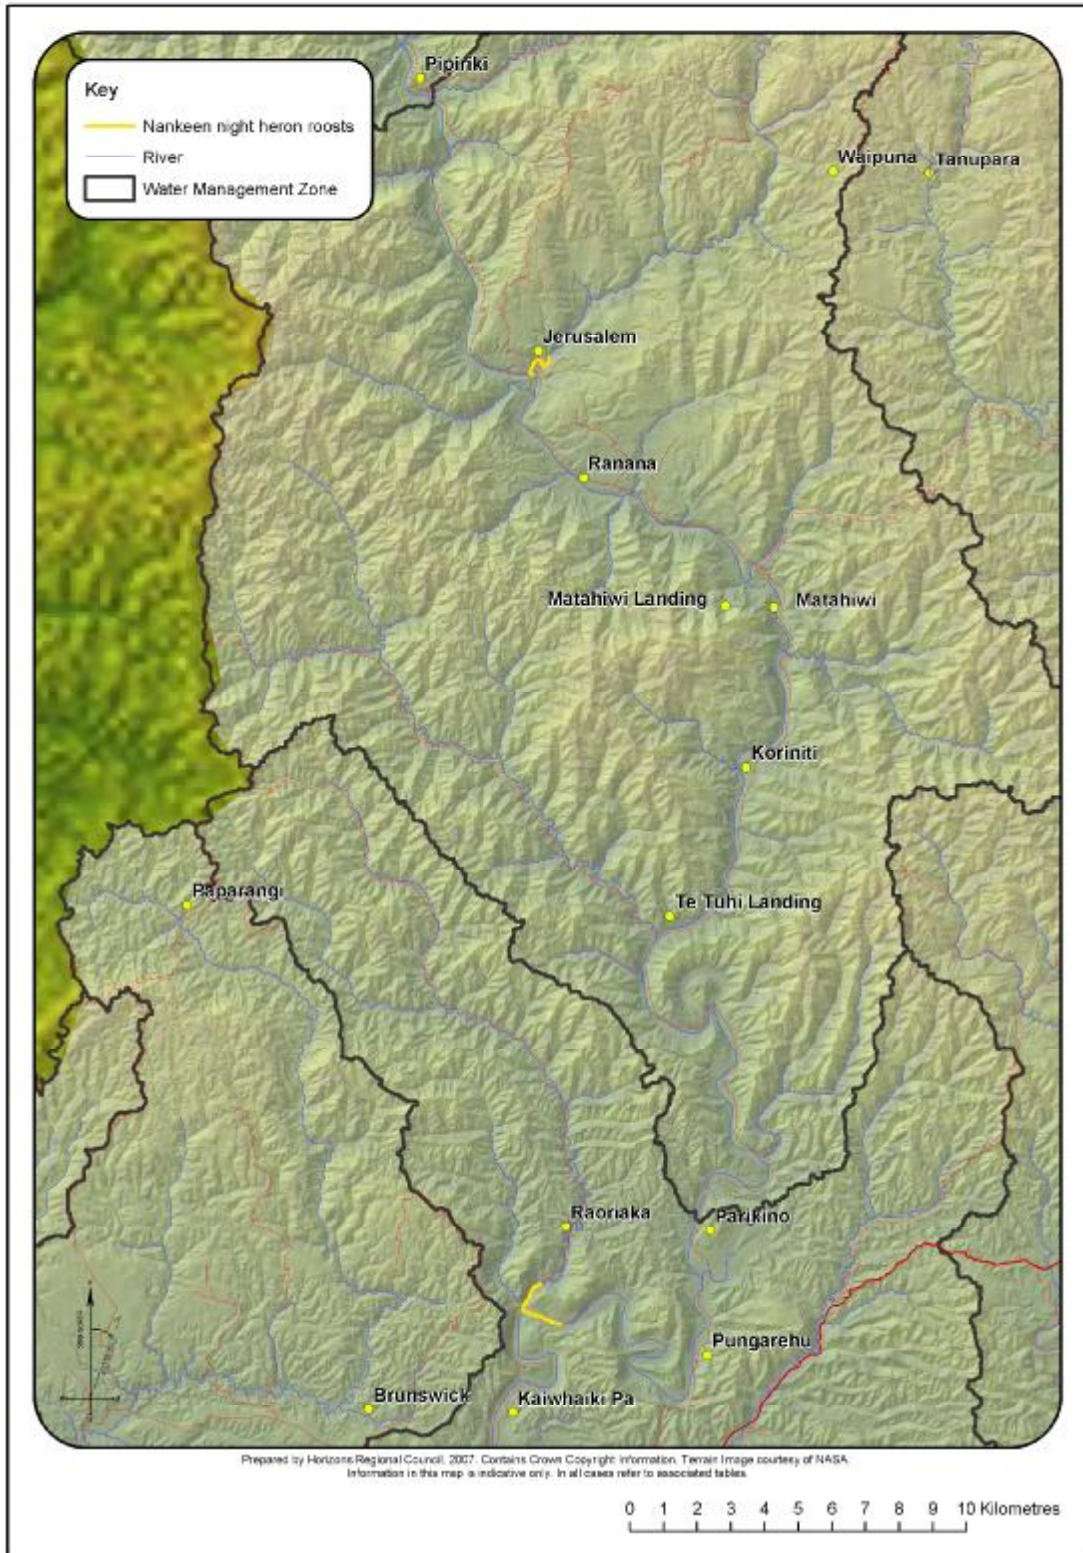 Pipiriki
Key
Nankeen night heron roosts
River
Water Management Zone
Waipuna
Tanupara
Jerusalem
Ranana
Matahiwi Landing
Matahiwi
Koriniti
Paparangi
Te Tuhi Landing
Raoriaka
Parikino
Pungarehu
Brunswick
Kaiwhaiki Pa
Prepared by Horizons Regional Council, 2007. Contains Crown Copyright Information. Terrain Image courtesy of NASA.
Information in this map is indicative only. In all cases refer to associated tables.
0 1 2 3 4 5 6 7 8 9 10 Kilometres